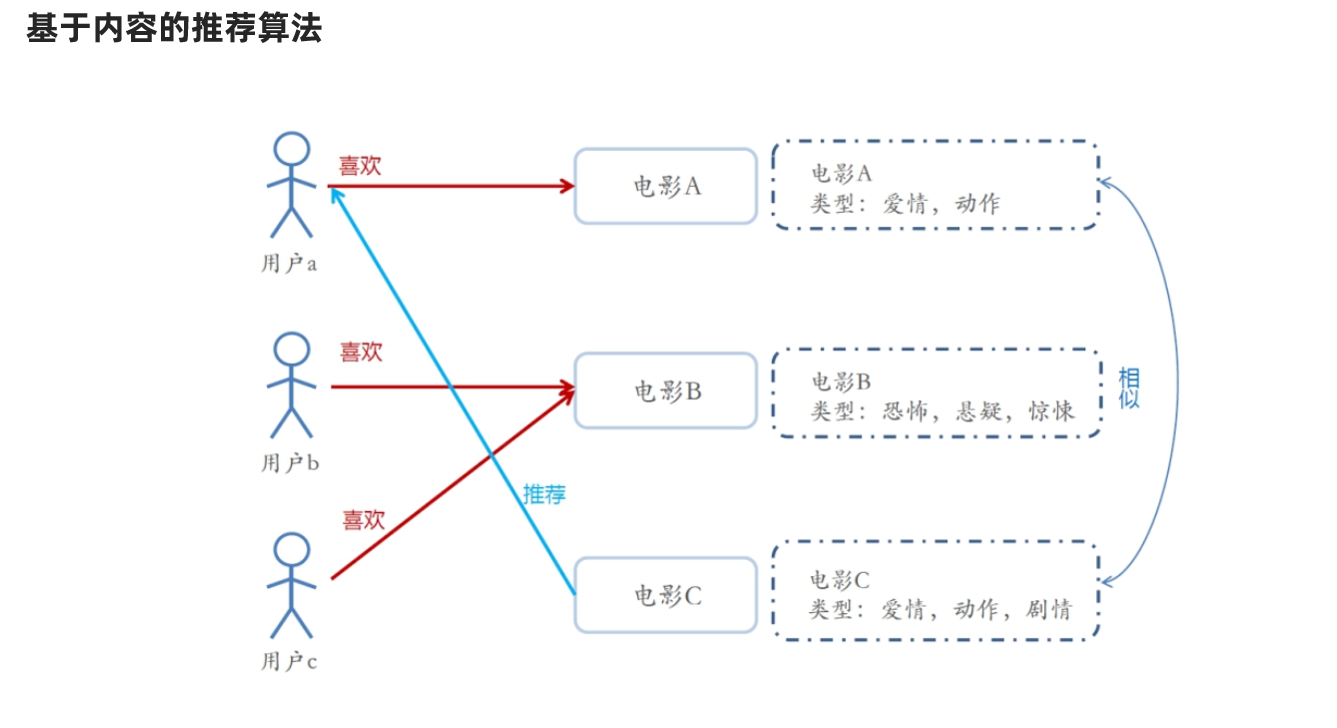 基于内容的推荐算法
喜欢
电影A
电影A
类型：爱情，动作
用户a
喜欢
电影B
电影B
类型：恐怖，悬疑，惊悚
相似
用户b
推荐
喜欢
电影C
电影C
类型：爱情，动作，剧情
用户c